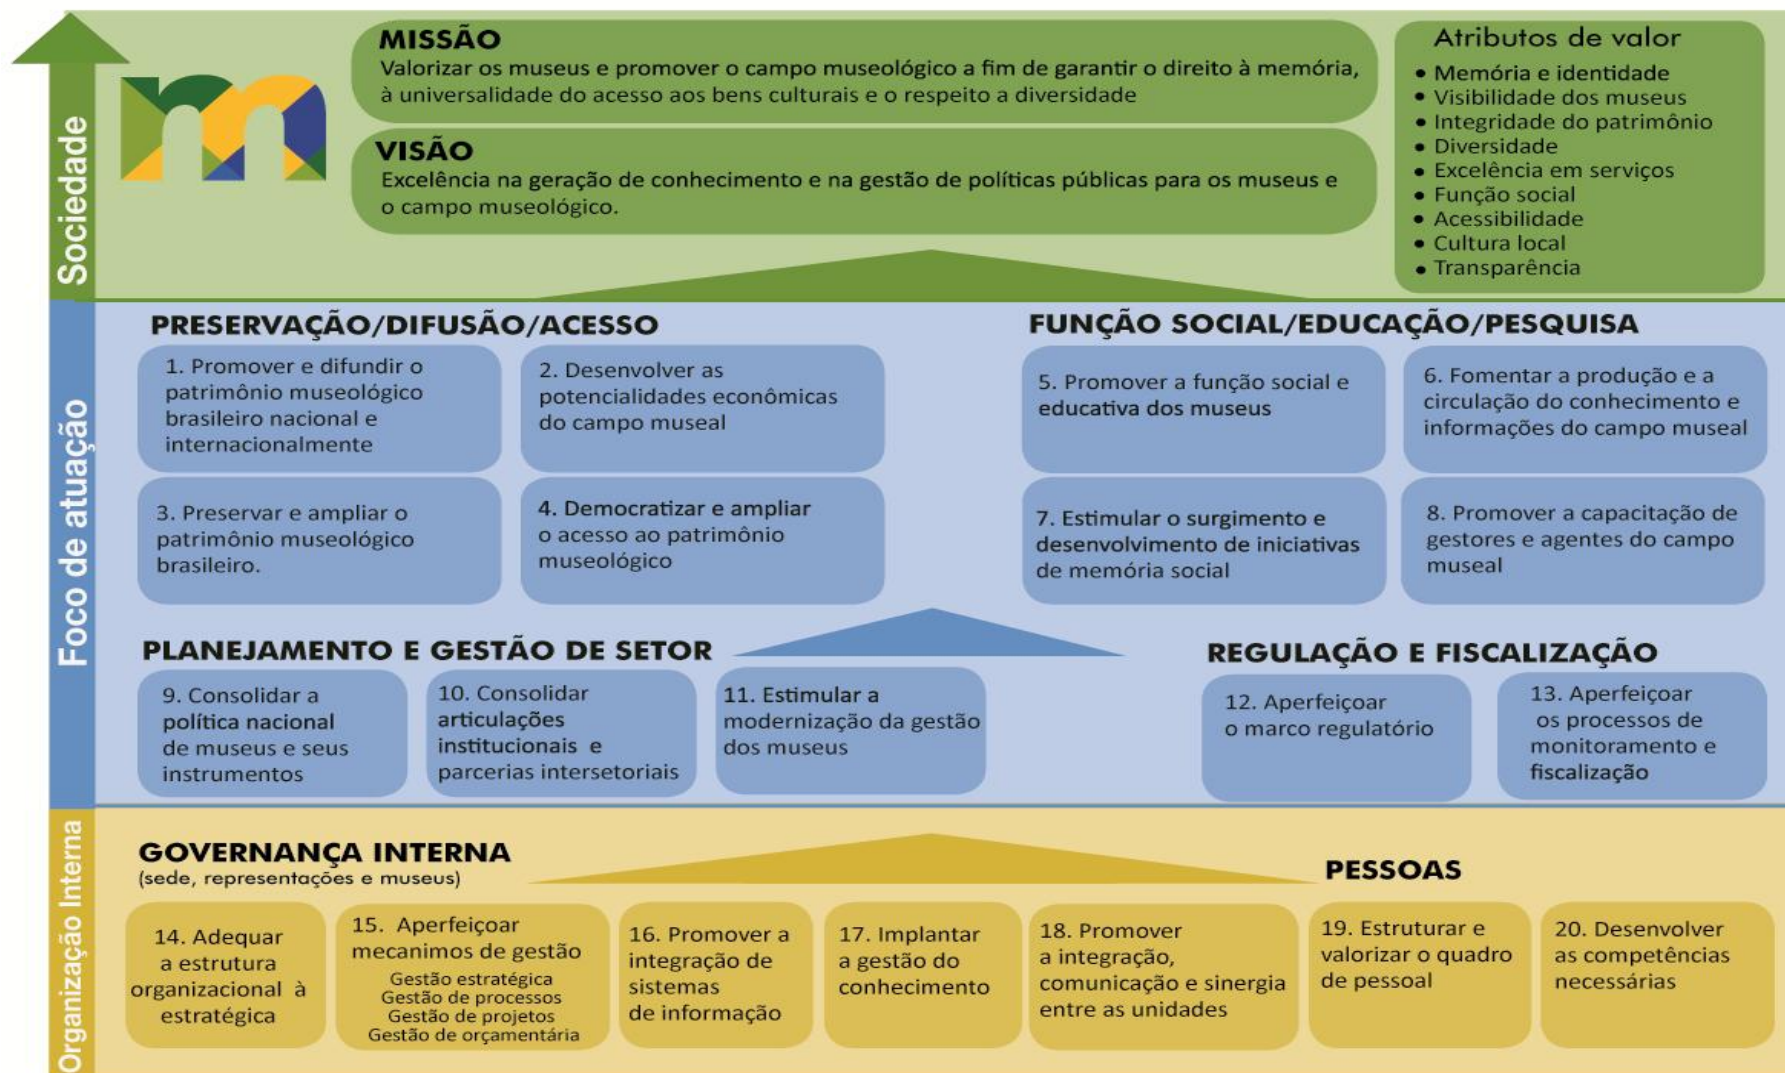 Sociedade
MISSÃO
Valorizar os museus e promover o campo museológico a fim de garantir o direito à memória,
à universalidade do acesso aos bens culturais e o respeito a diversidade
VISÃO
Excelência na geração de conhecimento e na gestão de políticas públicas para os museus e
o campo museológico.
Atributos de valor
• Memória e identidade
• Visibilidade dos museus
• Integridade do patrimônio
• Diversidade
• Excelência em serviços
• Função social
• Acessibilidade
• Cultura local
• Transparência
Foco de atuação
PRESERVAÇÃO/DIFUSÃO/ACESSO
1. Promover e difundir o
patrimônio museológico
brasileiro nacional e
internacionalmente
2. Desenvolver as
potencialidades econômicas
do campo museal
3. Preservar e ampliar o
patrimônio museológico
brasileiro.
4. Democratizar e ampliar
o acesso ao patrimônio
museológico
FUNÇÃO SOCIAL/EDUCAÇÃO/PESQUISA
5. Promover a função social e
educativa dos museus
6. Fomentar a produção e a
circulação do conhecimento e
informações do campo museal
7. Estimular o surgimento e
desenvolvimento de iniciativas
de memória social
8. Promover a capacitação de
gestores e agentes do campo
museal
PLANEJAMENTO E GESTÃO DE SETOR
9. Consolidar a
política nacional
de museus e seus
instrumentos
10. Consolidar
articulações
institucionais e
parcerias intersetoriais
11. Estimular a
modernização da gestão
dos museus
REGULAÇÃO E FISCALIZAÇÃO
12. Aperfeiçoar
o marco regulatório
13. Aperfeiçoar
os processos de
monitoramento e
fiscalização
Organização Interna
GOVERNANÇA INTERNA
(sede, representações e museus)
14. Adequar
a estrutura
organizacional à
estratégica
15. Aperfeiçoar
mecanimos de gestão
Gestão estratégica
Gestão de processos
Gestão de projetos
Gestão de orçamentária
16. Promover a
integração de
sistemas
de informação
17. Implantar
a gestão do
conhecimento
18. Promover
a integração,
comunicação e sinergia
entre as unidades
PESSOAS
19. Estruturar e
valorizar o quadro
de pessoal
20. Desenvolver
as competências
necessárias